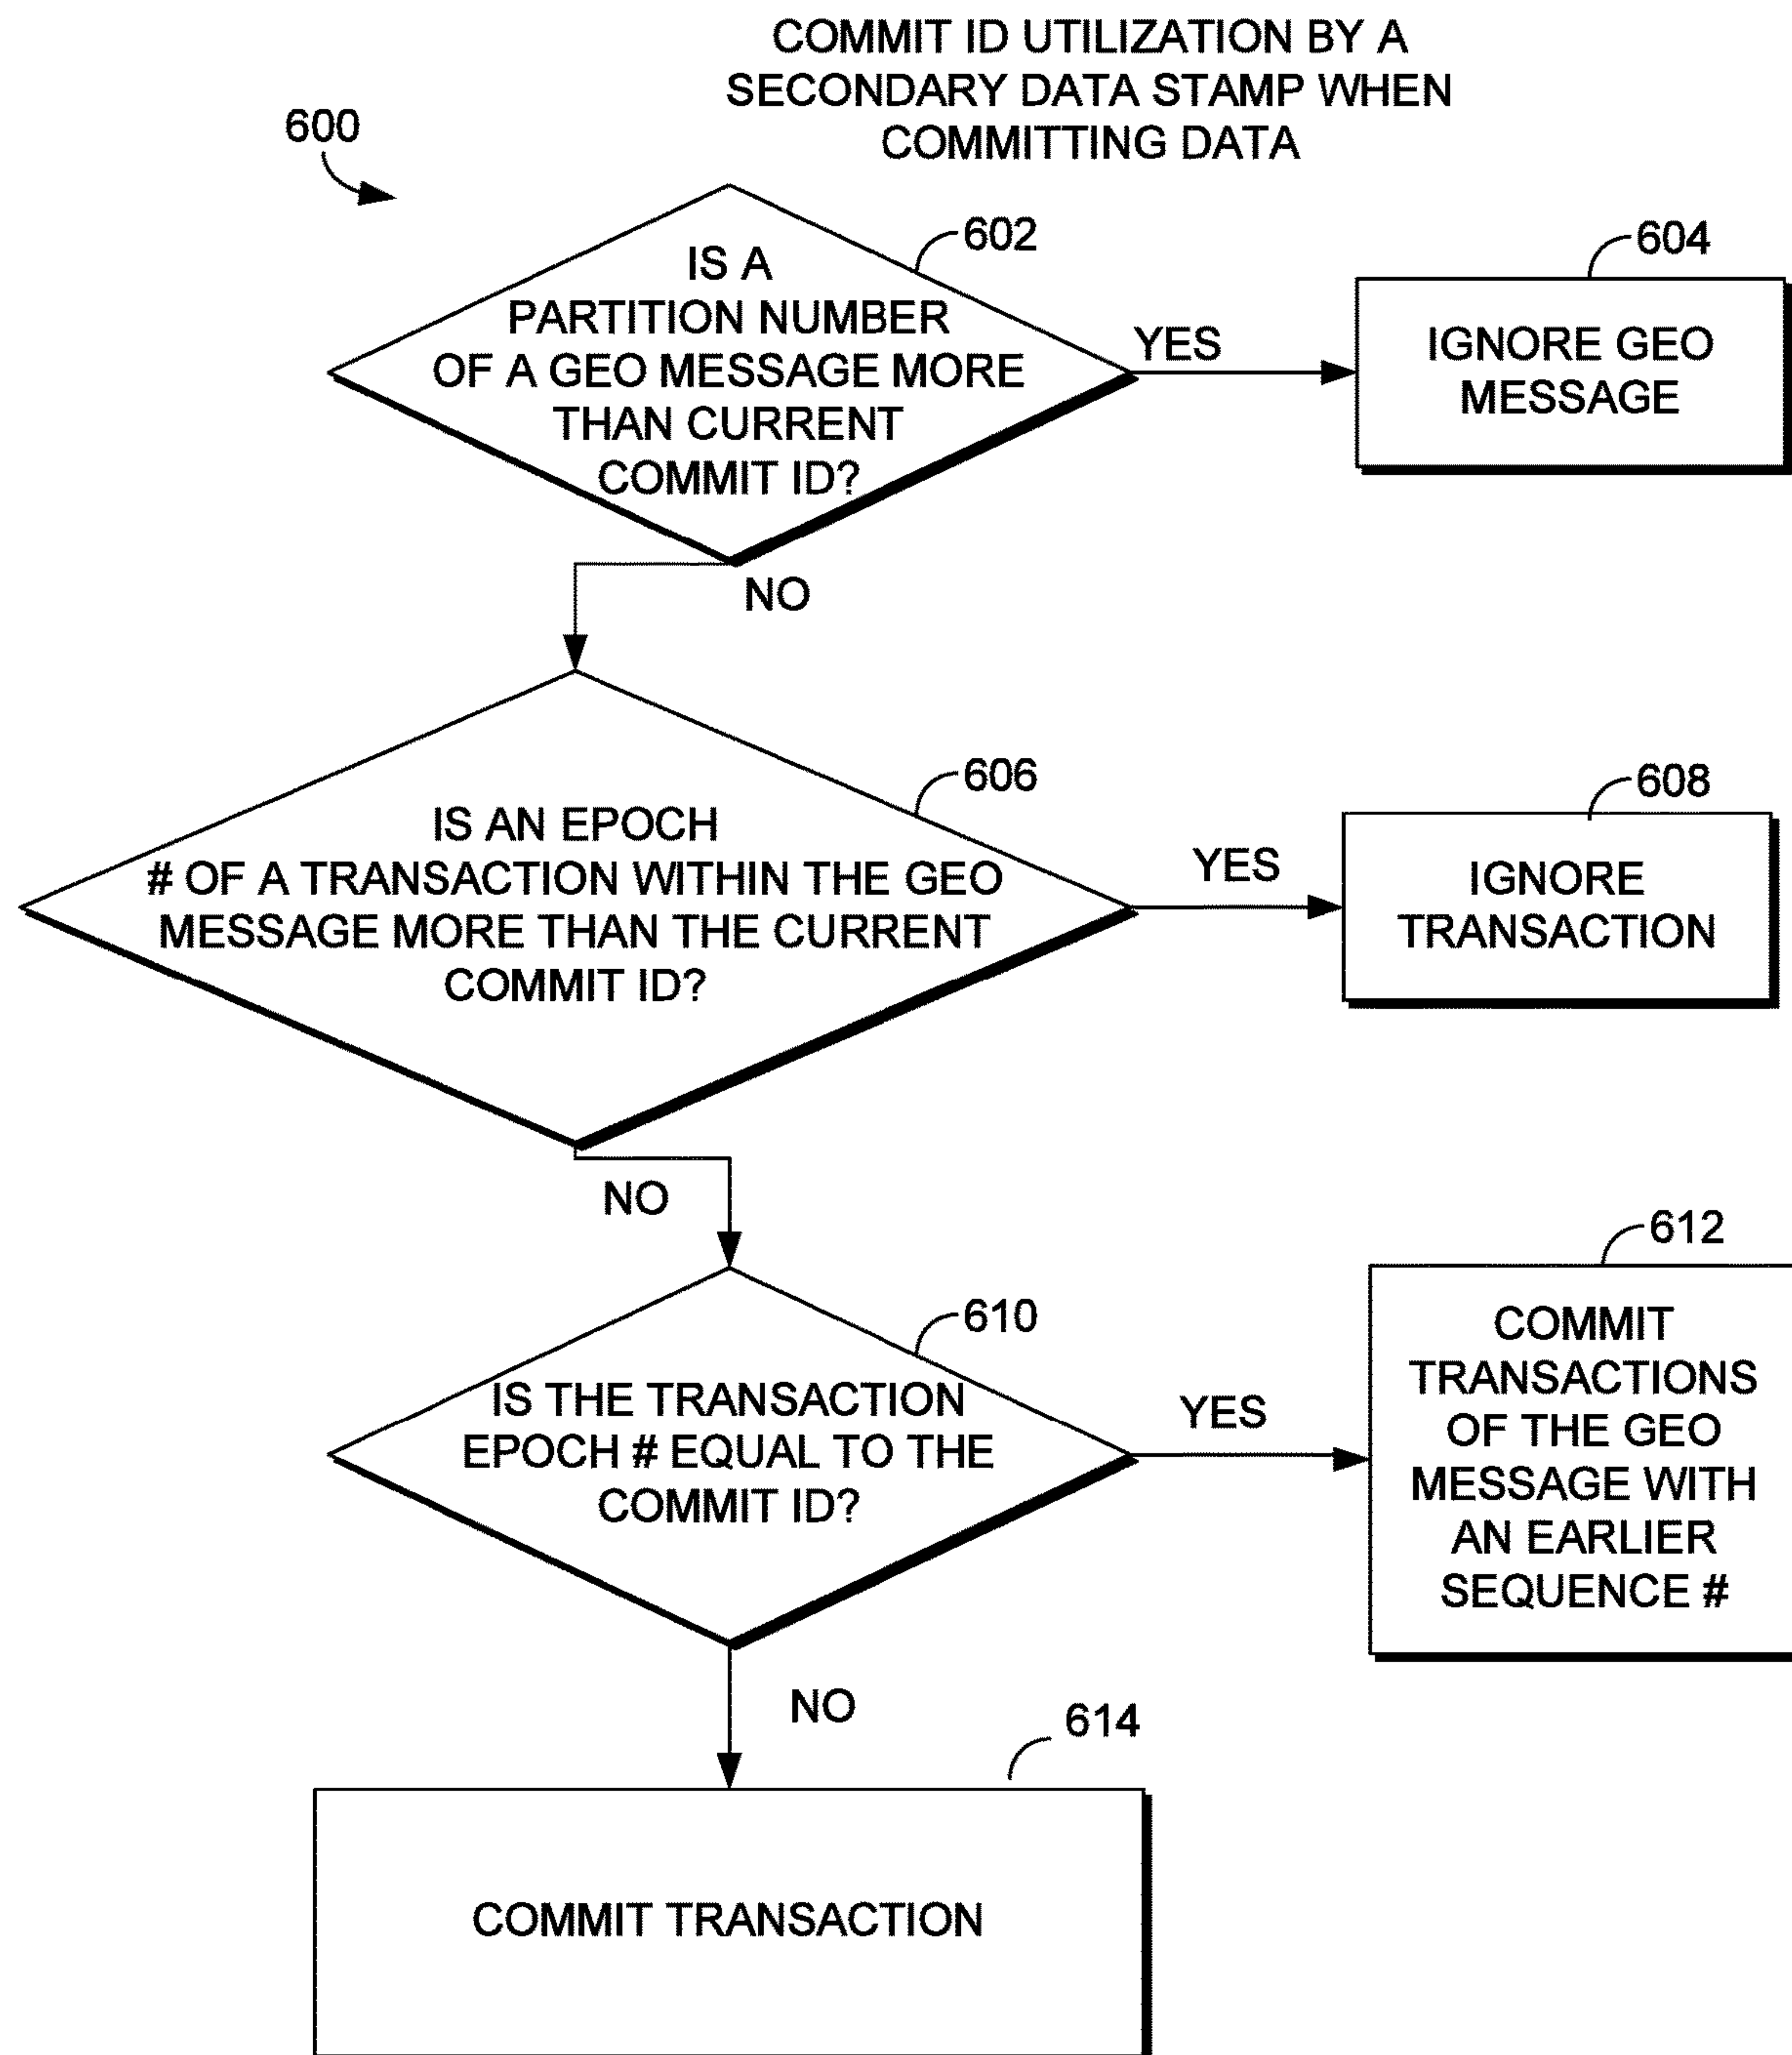 COMMIT ID UTILIZATION BY A
SECONDARY DATA STAMP WHEN
COMMITTING DATA
600
602
IS A
PARTITION NUMBER
OF A GEO MESSAGE MORE
THAN CURRENT
COMMIT ID?
YES
604
IGNORE GEO
MESSAGE
NO
606
IS AN EPOCH
# OF A TRANSACTION WITHIN THE GEO
MESSAGE MORE THAN THE CURRENT
COMMIT ID?
YES
608
IGNORE
TRANSACTION
NO
610
IS THE TRANSACTION
EPOCH # EQUAL TO THE
COMMIT ID?
YES
612
COMMIT
TRANSACTIONS
OF THE GEO
MESSAGE WITH
AN EARLIER
SEQUENCE #
NO
614
COMMIT TRANSACTION